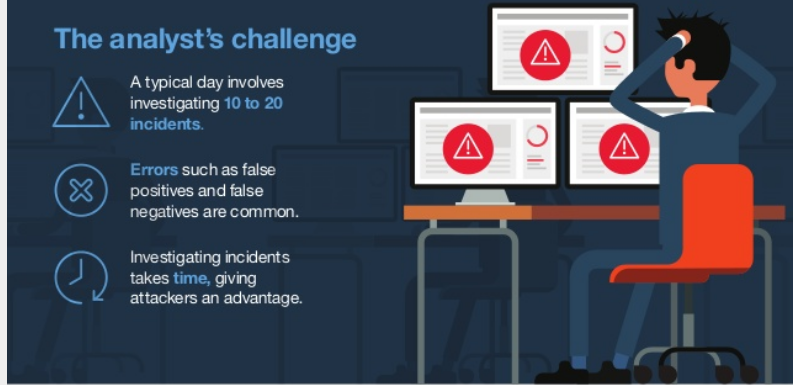 The analyst's challenge
A typical day involves
investigating 10 to 20
incidents.
Errors such as false
positives and false
negatives are common.
Investigating incidents
takes time, giving
attackers an advantage.